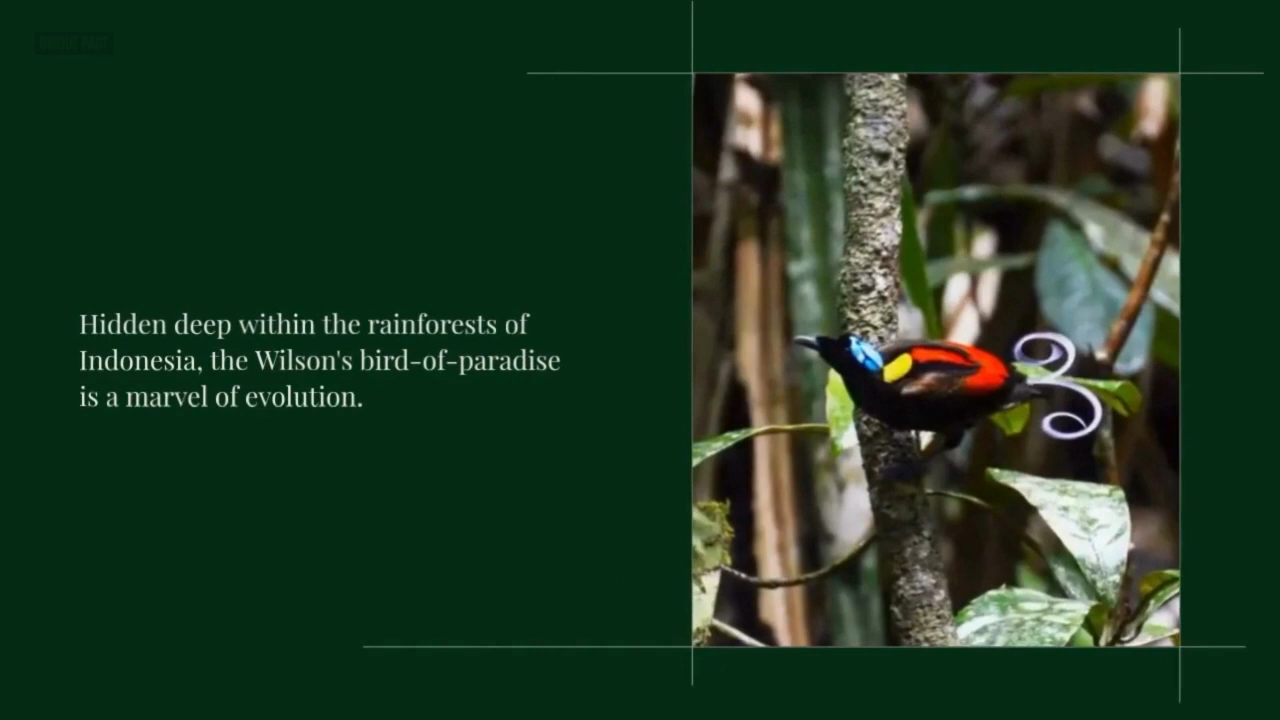 Hidden deep within the rainforests of
Indonesia, the Wilson's bird-of-paradise
is a marvel of evolution.